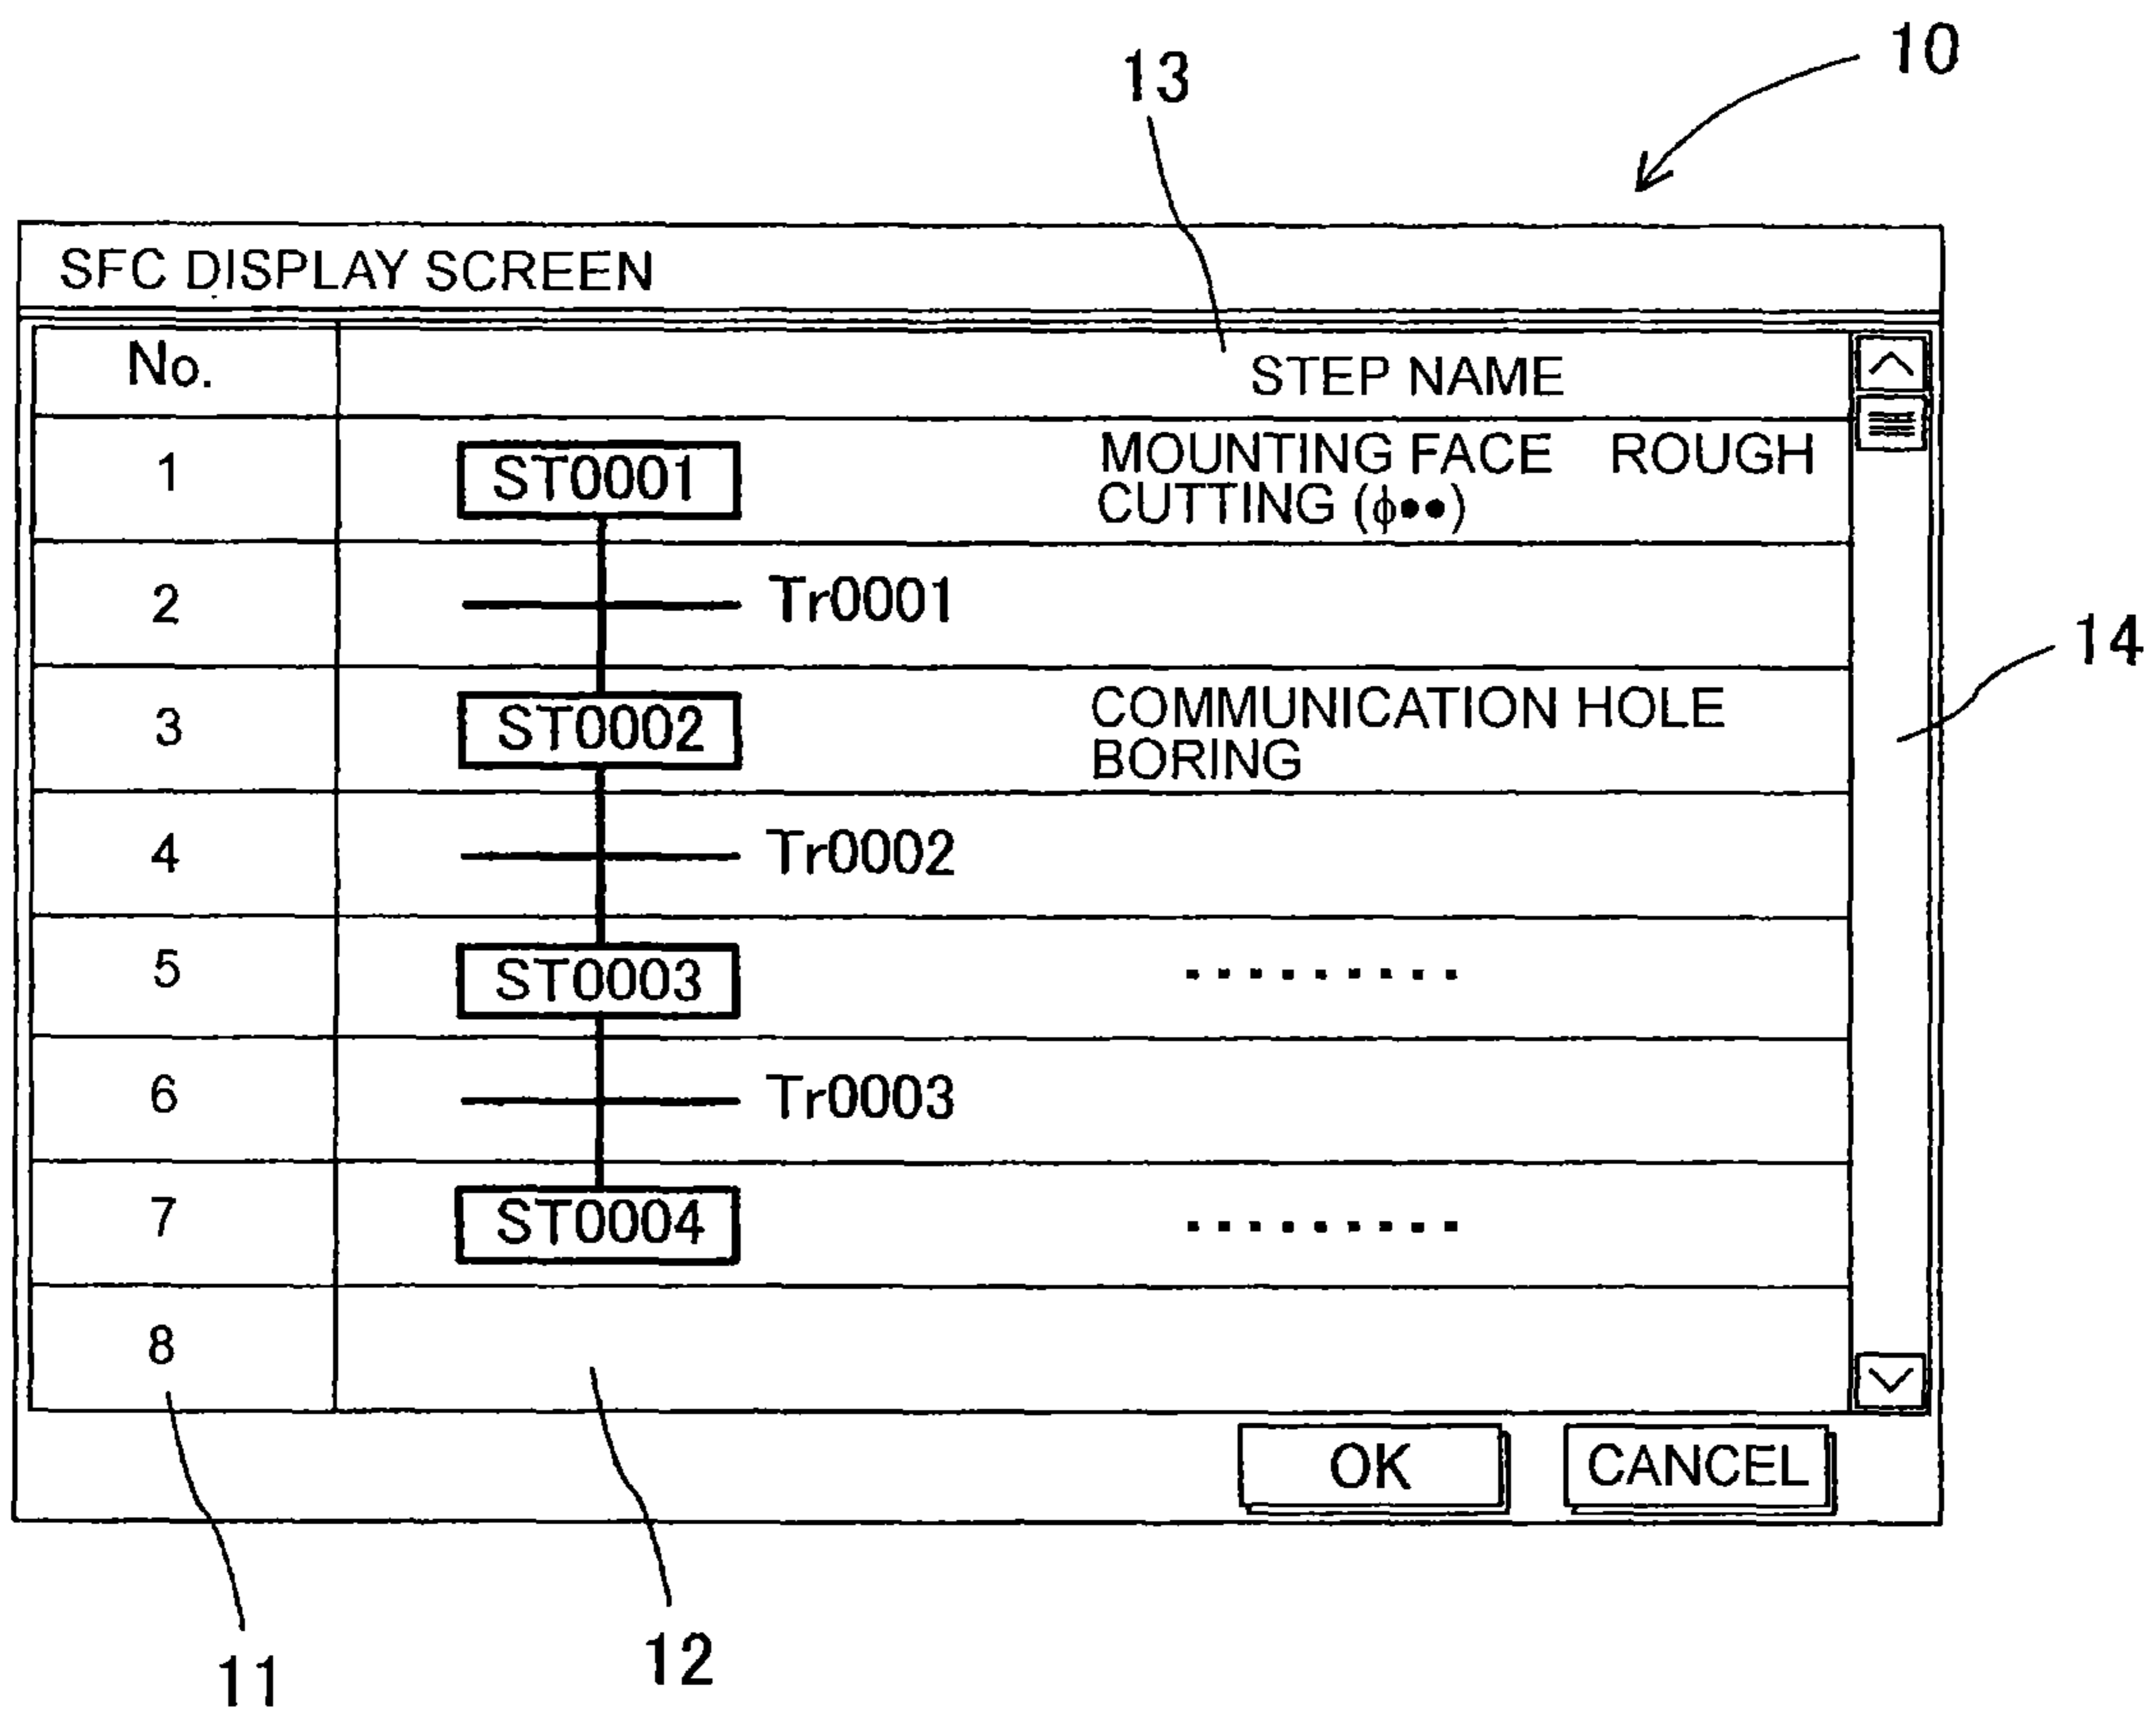 10
13
SFC DISPLAY SCREEN
No.
STEP NAME
1
ST0001
MOUNTING FACE ROUGH
CUTTING (ϕ●●)
2
Tr0001
14
3
ST0002
COMMUNICATION HOLE
BORING
4
Tr0002
5
ST0003
·········
6
Tr0003
7
ST0004
·········
8
OK
CANCEL
11
12